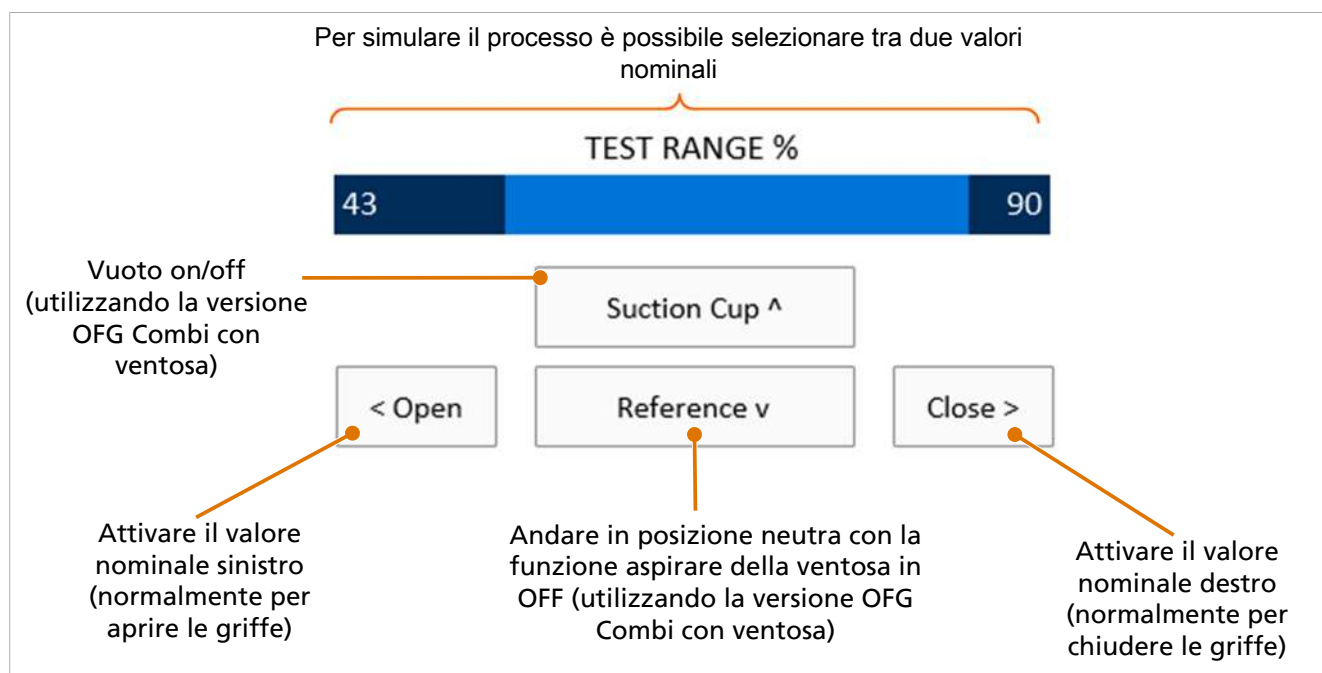 Per simulare il processo è possibile selezionare tra due valori
nominali
TEST RANGE %
43
90
Vuoto on/off
(utilizzando la versione
OFG Combi con
ventosa)
Suction Cup ^
< Open
Reference v
Close >
Attivare il valore
nominale sinistro
(normalmente per
aprire le griffe)
Andare in posizione neutra con la
funzione aspirare della ventosa in
OFF (utilizzando la versione OFG
Combi con ventosa)
Attivare il valore
nominale destro
(normalmente per
chiudere le griffe)